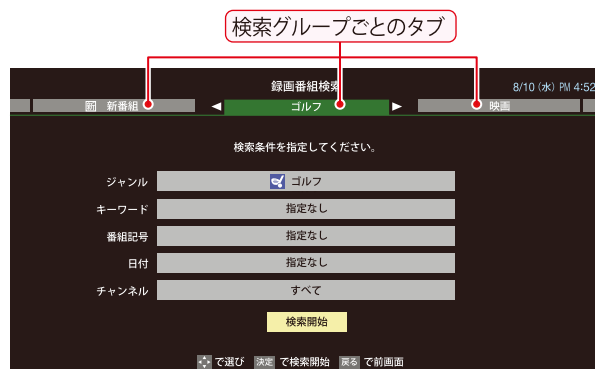 検索グループごとのタブ
録画番組検索
8/10 (水) PM 4:52
新 新番組 ◀ ゴルフ ▶ 映画
検索条件を指定してください。
ジャンル ゴルフ
キーワード 指定なし
番組記号 指定なし
日付 指定なし
チャンネル すべて
検索開始
で選び 決定 で検索開始 戻る で前画面